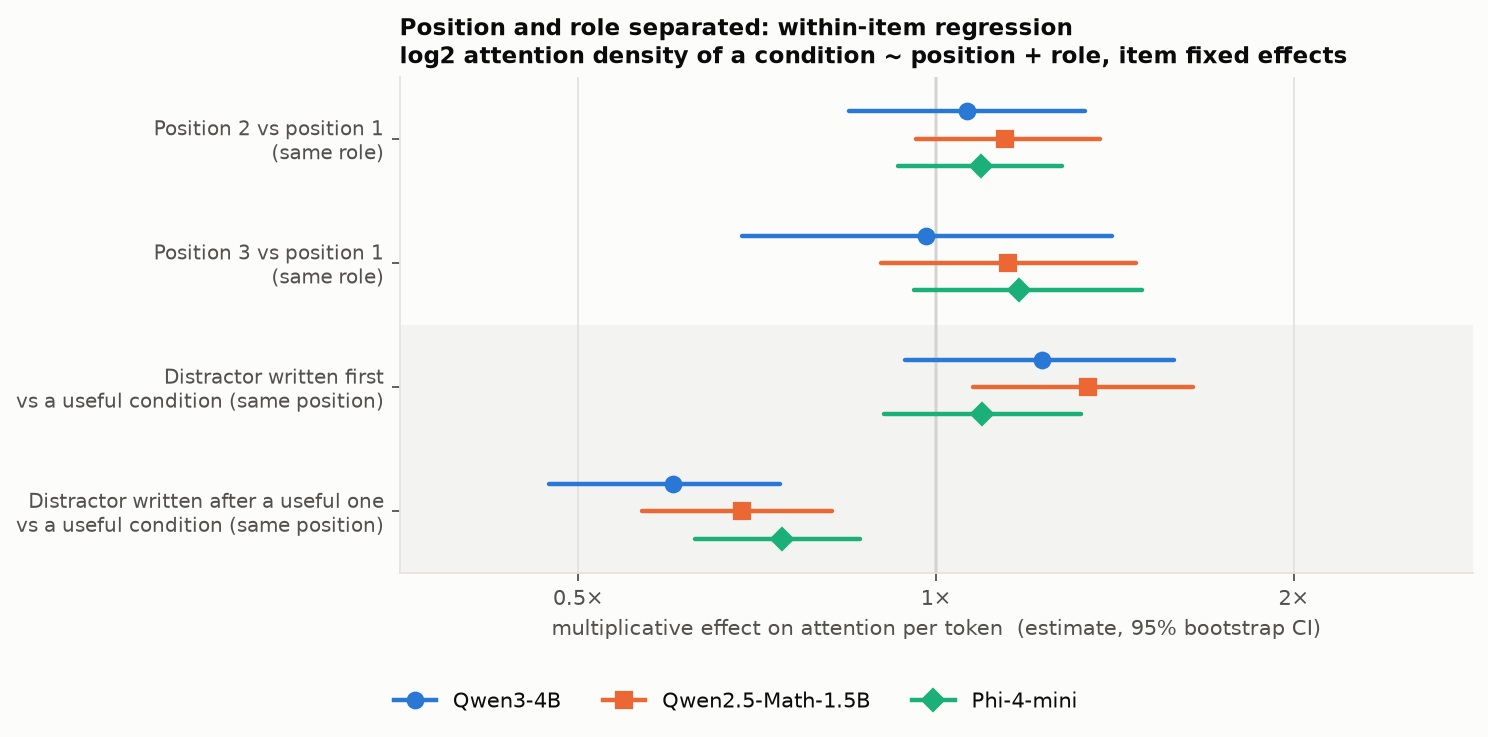 Position and role separated: within-item regression
log2 attention density of a condition ~ position + role, item fixed effects
Position 2 vs position 1
(same role)
Position 3 vs position 1
(same role)
Distractor written first
vs a useful condition (same position)
Distractor written after a useful one
vs a useful condition (same position)
0.5× 1× 2×
multiplicative effect on attention per token (estimate, 95% bootstrap CI)
Qwen3-4B Qwen2.5-Math-1.5B Phi-4-mini